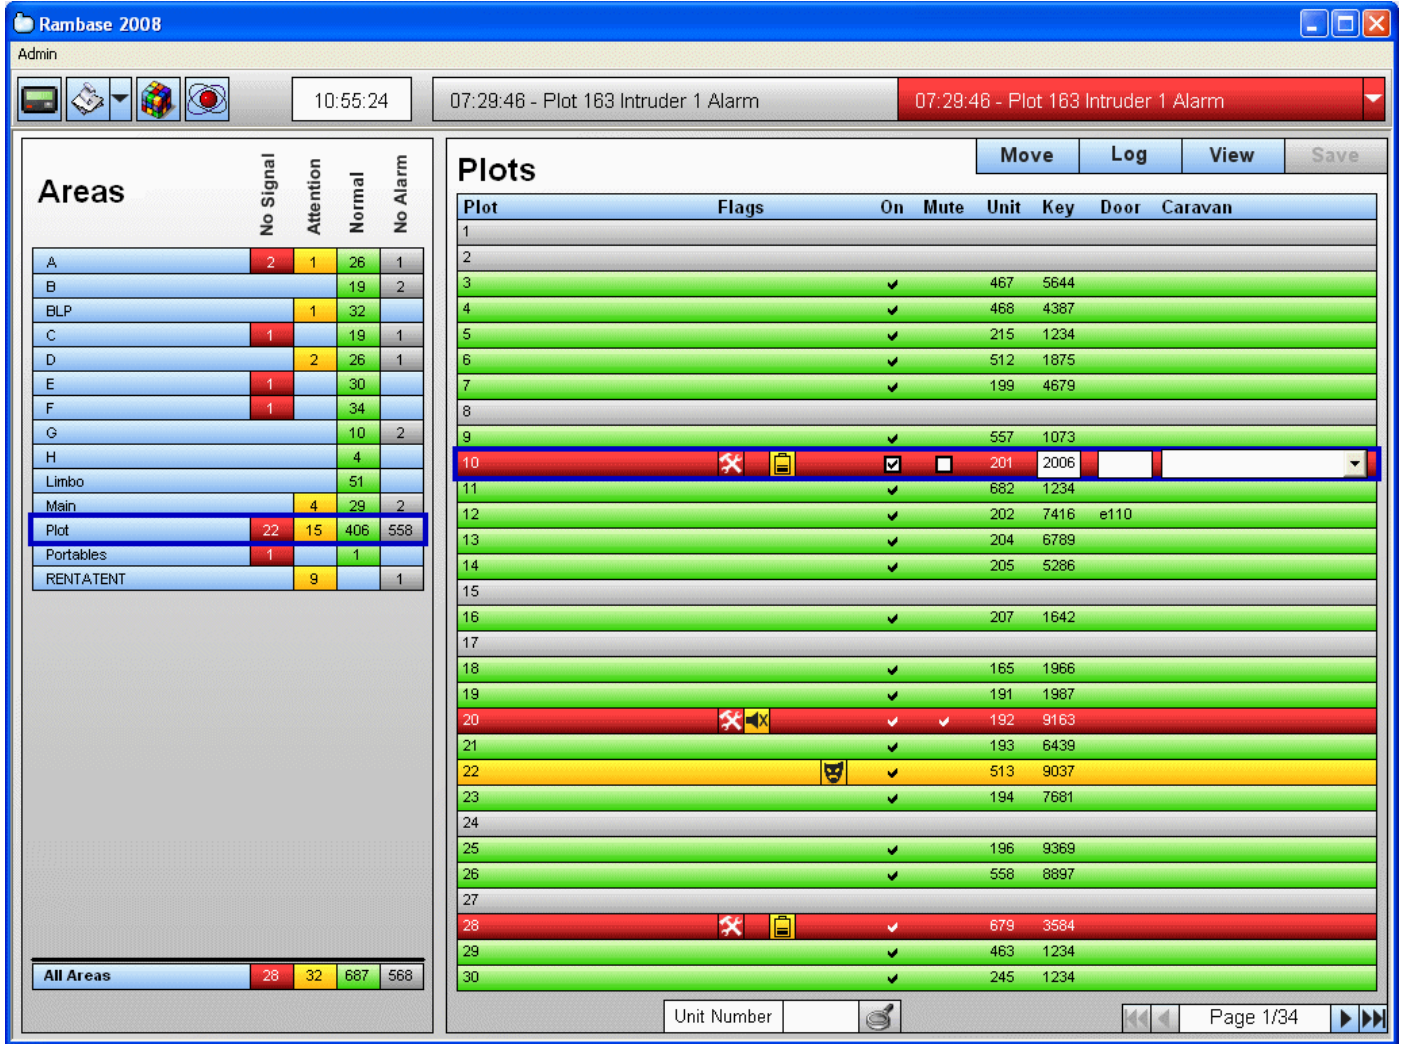 Rambase 2008
Admin
10:55:24
07:29:46 - Plot 163 Intruder 1 Alarm
07:29:46 - Plot 163 Intruder 1 Alarm
Areas
No Signal
Attention
Normal
No Alarm
A 2 1 26 1
B 19 2
BLP 1 32
C 1 19 1
D 2 26 1
E 1 30
F 1 34
G 10 2
H 4
Limbo 51
Main 4 29 2
Plot 22 15 406 558
Portables 1 1
RENTATENT 9 1
All Areas 28 32 687 568
Plots
Move Log View Save
Plot Flags On Mute Unit Key Door Caravan
1
2
3 467 5644
4 468 4387
5 215 1234
6 512 1875
7 199 4679
8
9 557 1073
10 201 2006
11 682 1234
12 202 7416 e110
13 204 6789
14 205 5286
15
16 207 1642
17
18 165 1966
19 191 1987
20 192 9163
21 193 6439
22 513 9037
23 194 7681
24
25 196 9369
26 558 8897
27
28 679 3584
29 463 1234
30 245 1234
Unit Number
Page 1/34